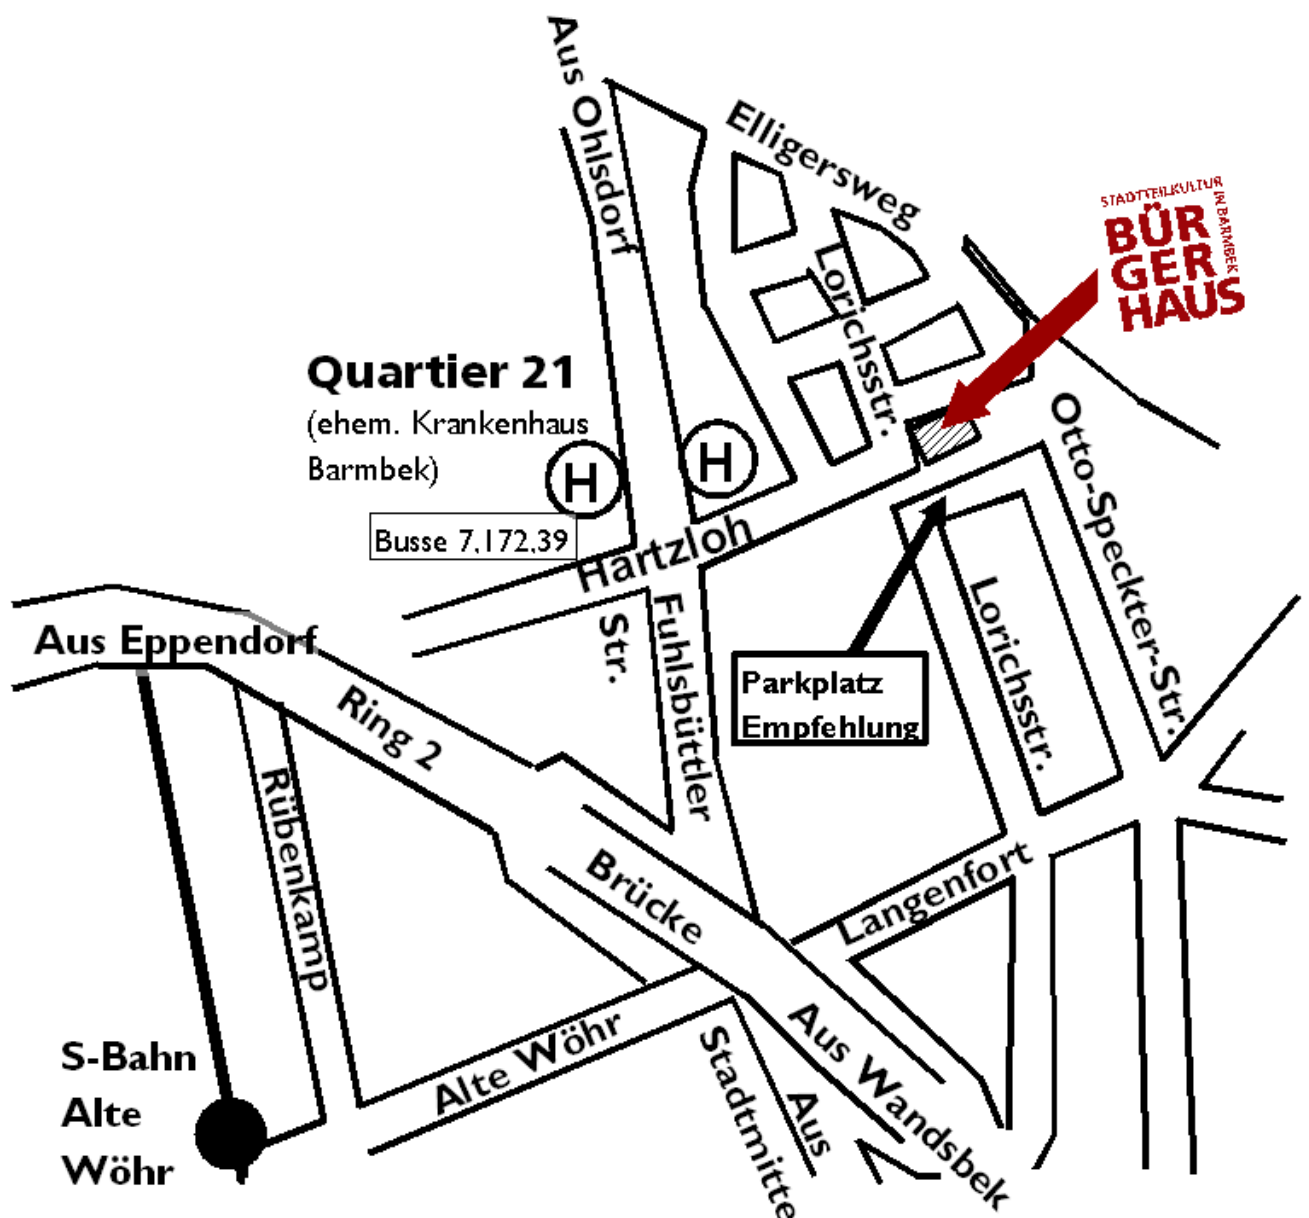 Aus Ohlsdorf
Elligersweg
STADTTEILKULTUR
IN BARMBEK
BÜR
GER
HAUS
Lorichsstr.
Quartier 21
(ehem. Krankenhaus
Barmbek)
H
H
Busse 7,172,39
Hartzloh
Otto-Speckter-Str.
Aus Eppendorf
Str.
Fuhlsbüttler
Lorichsstr.
Parkplatz
Empfehlung
Ring 2
Rübenkamp
Brücke
Langenfort
S-Bahn
Alte
Wöhr
Alte Wöhr
Aus Wandsbek
Aus
Stadtmitte